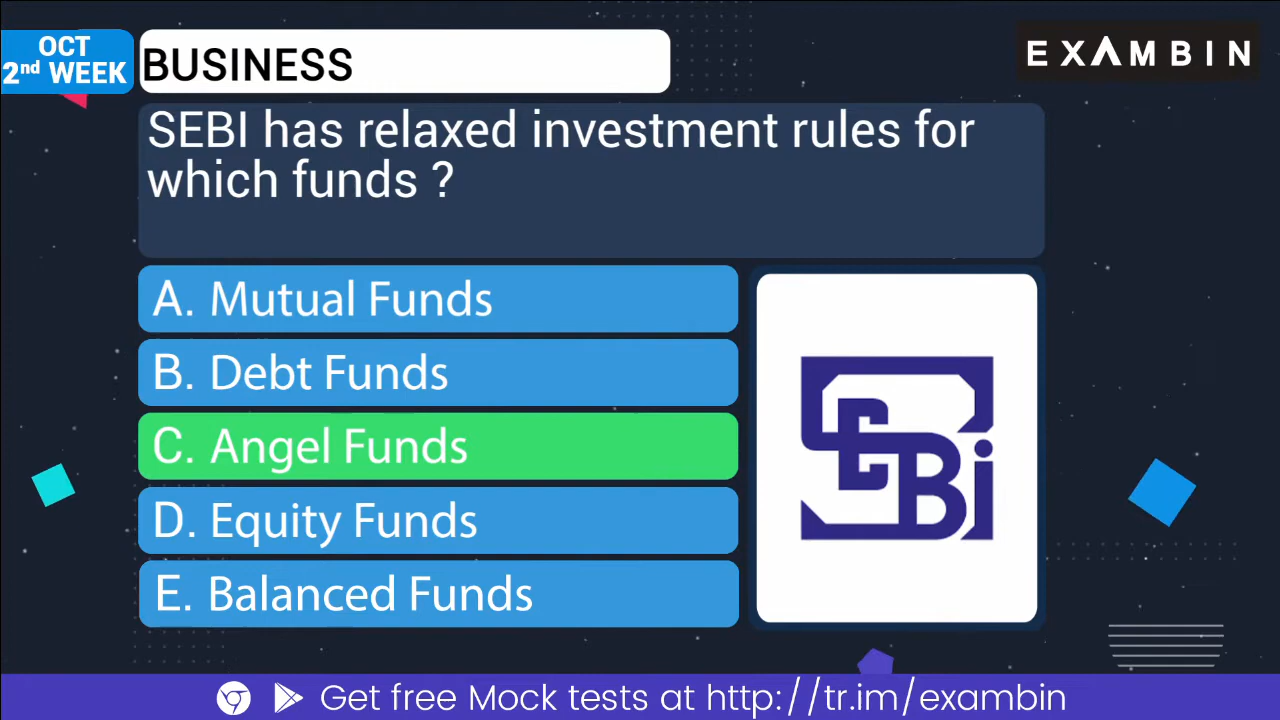 OCT
2nd WEEK
BUSINESS
EXAMBIN
SEBI has relaxed investment rules for
which funds ?
A. Mutual Funds
B. Debt Funds
C. Angel Funds
D. Equity Funds
E. Balanced Funds
SEBi
Get free Mock tests at http://tr.im/exambin